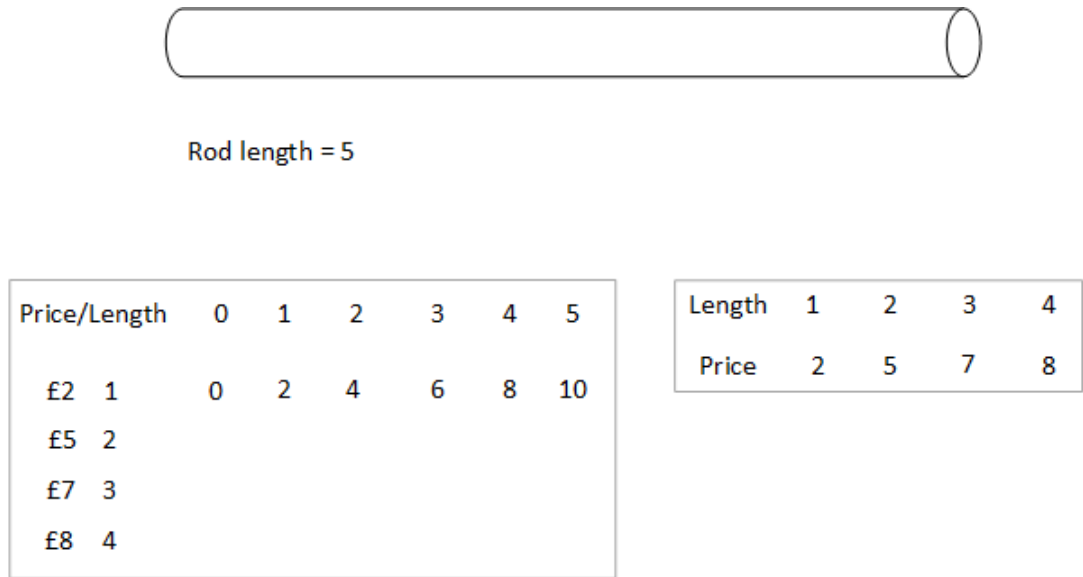 Rod length = 5
Price/Length 0 1 2 3 4 5
£2 1 0 2 4 6 8 10
£5 2
£7 3
£8 4
Length 1 2 3 4
Price 2 5 7 8